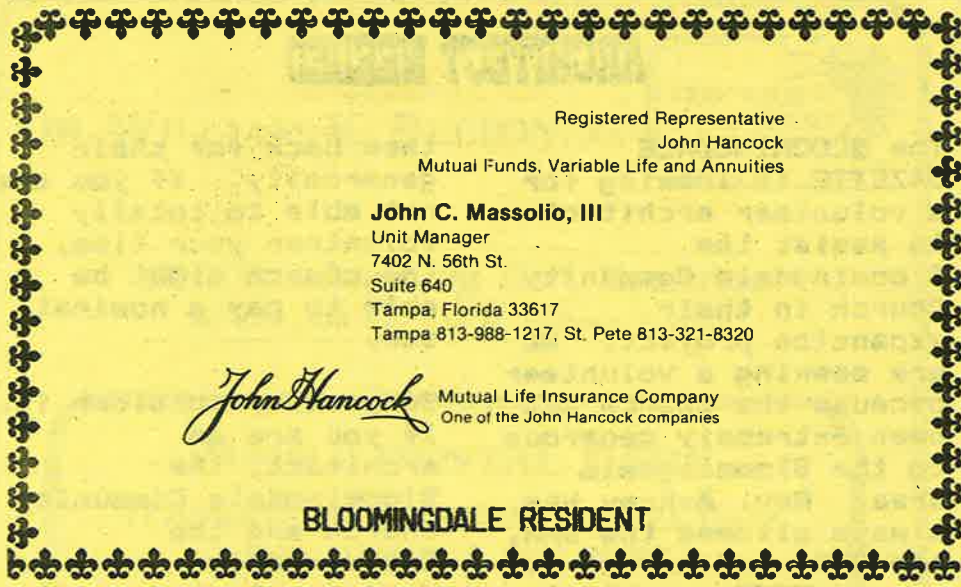 Registered Representative
John Hancock
Mutual Funds, Variable Life and Annuities
John C. Massolio, III
Unit Manager
7402 N. 56th St.
Suite 640
Tampa, Florida 33617
Tampa 813-988-1217, St. Pete 813-321-8320
John Hancock
Mutual Life Insurance Company
One of the John Hancock companies
BLOOMINGDALE RESIDENT